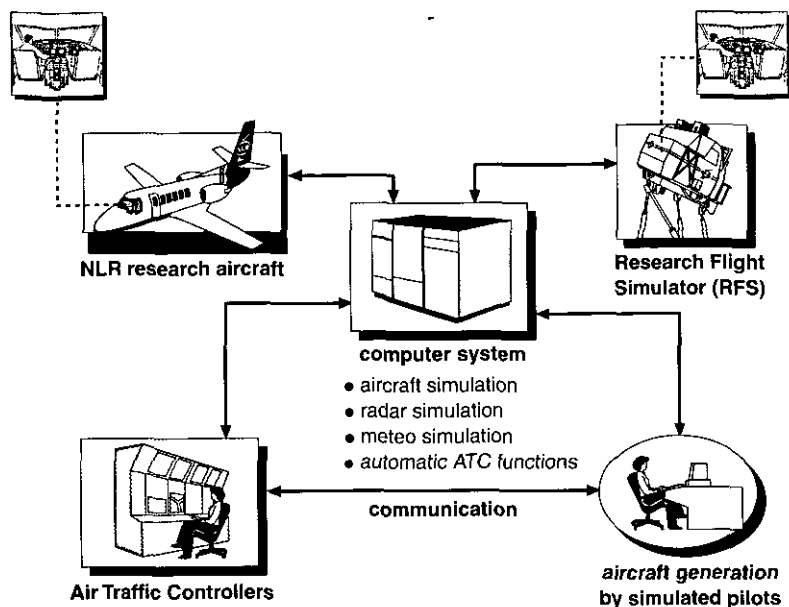 NLR research aircraft
Research Flight
Simulator (RFS)
computer system
• aircraft simulation
• radar simulation
• meteo simulation
• automatic ATC functions
communication
Air Traffic Controllers
aircraft generation
by simulated pilots